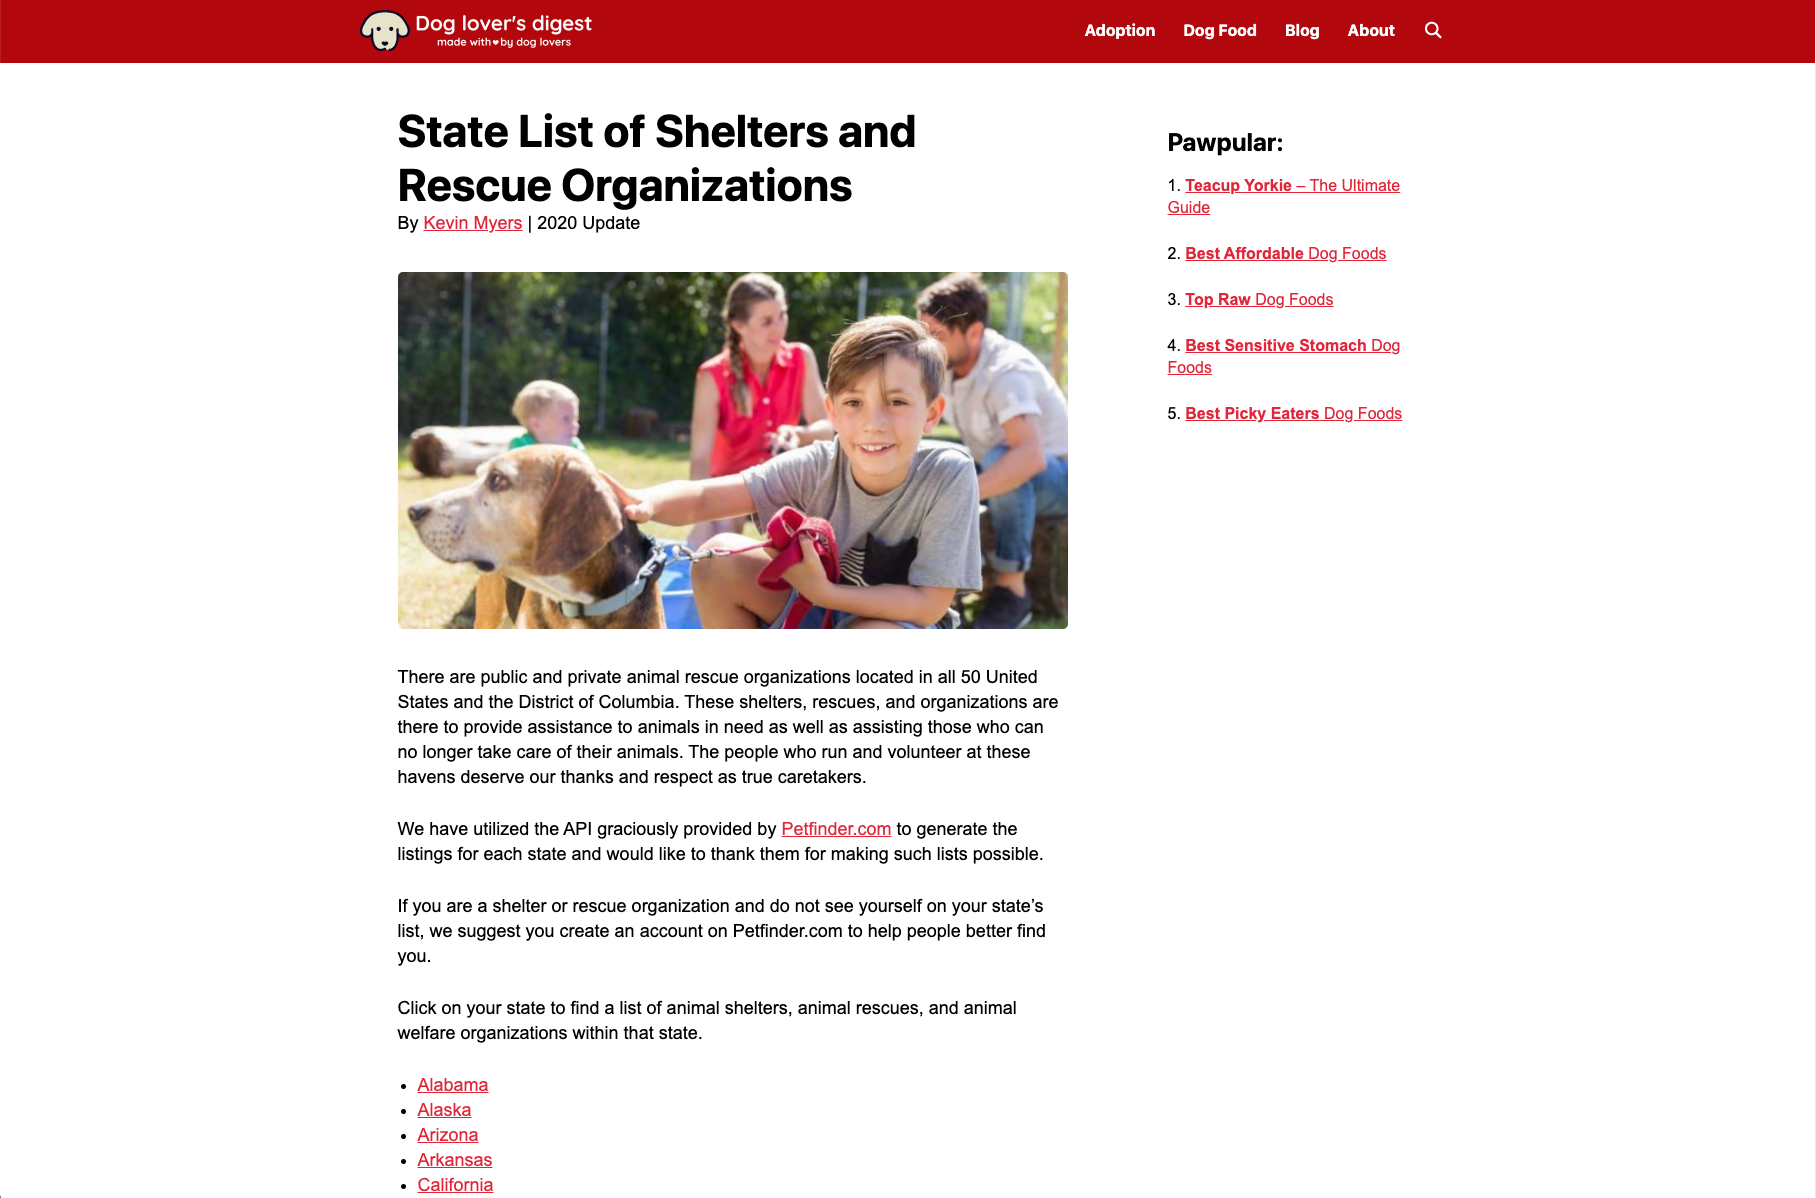 Dog lover's digest
made with♥by dog lovers
Adoption Dog Food Blog About
State List of Shelters and
Rescue Organizations
By Kevin Myers | 2020 Update
There are public and private animal rescue organizations located in all 50 United
States and the District of Columbia. These shelters, rescues, and organizations are
there to provide assistance to animals in need as well as assisting those who can
no longer take care of their animals. The people who run and volunteer at these
havens deserve our thanks and respect as true caretakers.
We have utilized the API graciously provided by Petfinder.com to generate the
listings for each state and would like to thank them for making such lists possible.
If you are a shelter or rescue organization and do not see yourself on your state’s
list, we suggest you create an account on Petfinder.com to help people better find
you.
Click on your state to find a list of animal shelters, animal rescues, and animal
welfare organizations within that state.
• Alabama
• Alaska
• Arizona
• Arkansas
• California
Pawpular:
1. Teacup Yorkie – The Ultimate
Guide
2. Best Affordable Dog Foods
3. Top Raw Dog Foods
4. Best Sensitive Stomach Dog
Foods
5. Best Picky Eaters Dog Foods